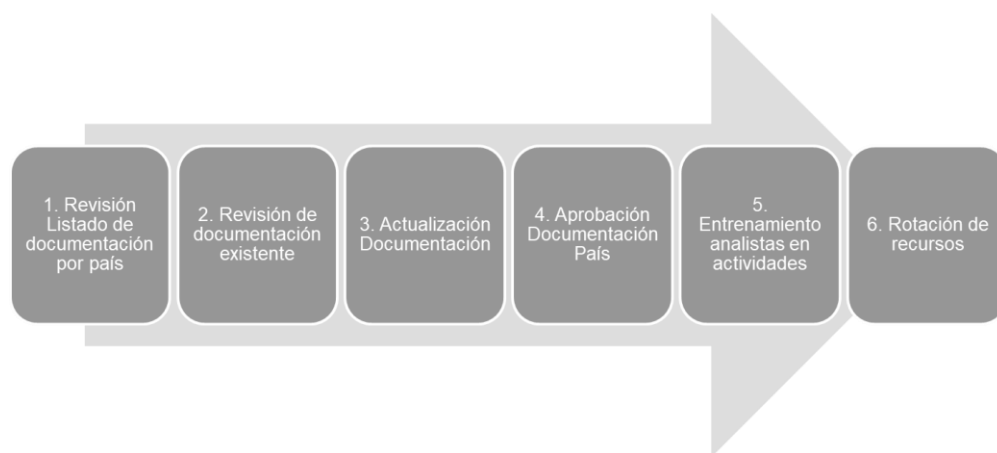 1. Revisión
Listado de
documentación
por país
2. Revisión de
documentación
existente
3. Actualización
Documentación
4. Aprobación
Documentación
País
5.
Entrenamiento
analistas en
actividades
6. Rotación de
recursos